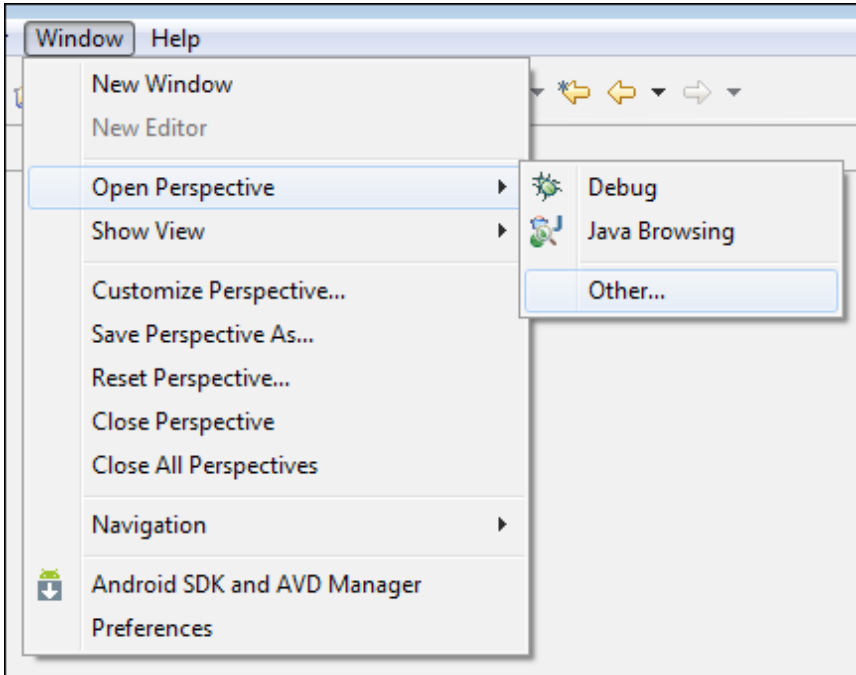 Window Help
New Window
New Editor
Open Perspective
Debug
Show View
Java Browsing
Other...
Customize Perspective...
Save Perspective As...
Reset Perspective...
Close Perspective
Close All Perspectives
Navigation
Android SDK and AVD Manager
Preferences